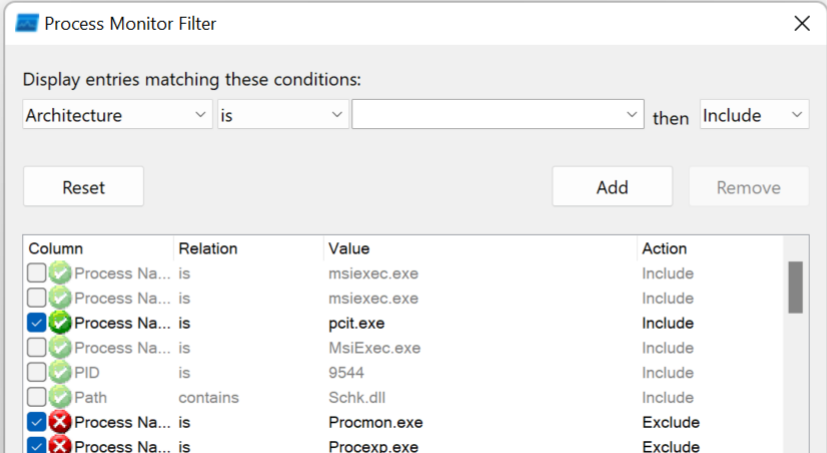 Process Monitor Filter
Display entries matching these conditions:
Architecture is then Include
Reset Add Remove
Column Relation Value Action
Process Na... is msiexec.exe Include
Process Na... is msiexec.exe Include
Process Na... is pcit.exe Include
Process Na... is MsiExec.exe Include
PID is 9544 Include
Path contains Schk.dll Include
Process Na... is Procmon.exe Exclude
Process Na... is Procexp.exe Exclude